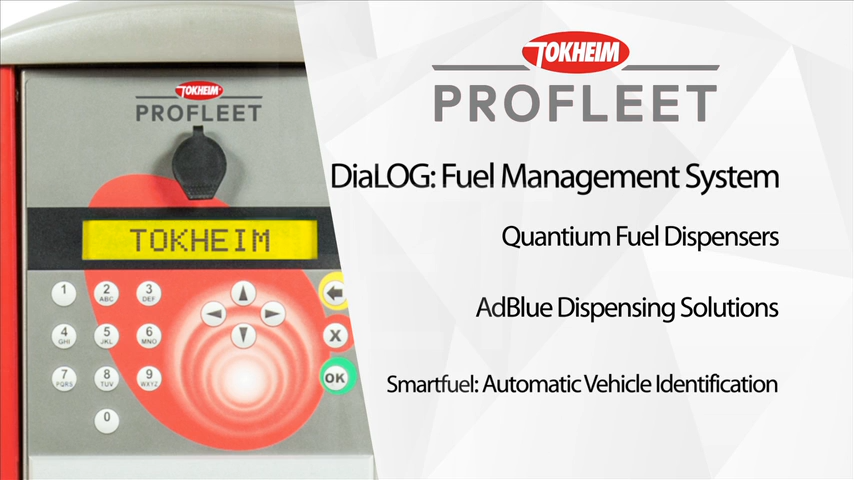 TOKHEIM
PROFLEET
TOKHEIM
1
2
ABC
3
DEF
4
GHI
5
JKL
6
MNO
X
7
PQRS
8
TUV
9
WXYZ
OK
0
TOKHEIM
PROFLEET
DiaLOG: Fuel Management System
Quantium Fuel Dispensers
AdBlue Dispensing Solutions
Smartfuel: Automatic Vehicle Identification